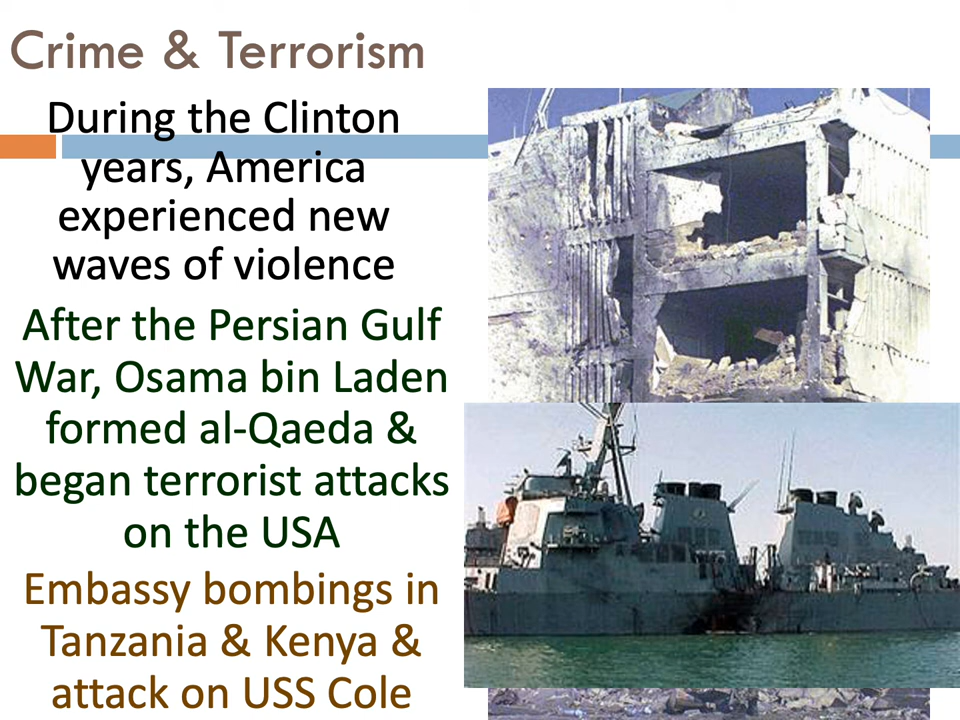 Crime & Terrorism
During the Clinton
years, America
experienced new
waves of violence
After the Persian Gulf
War, Osama bin Laden
formed al-Qaeda &
began terrorist attacks
on the USA
Embassy bombings in
Tanzania & Kenya &
attack on USS Cole